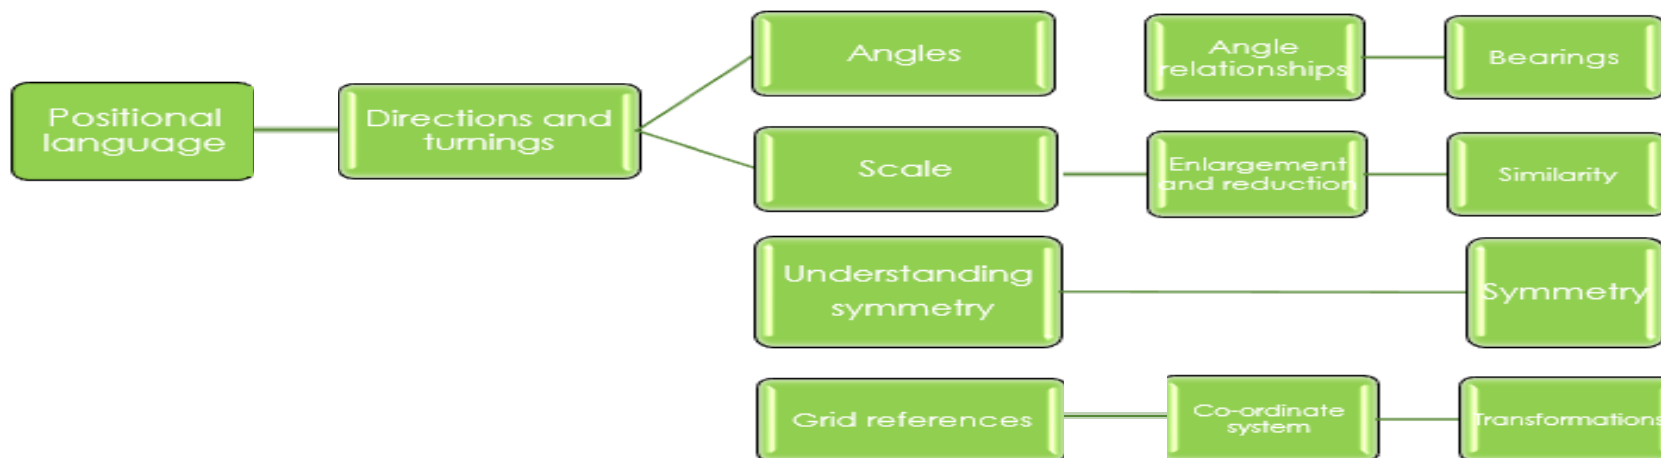 Positional
language
Directions and
turnings
Angles
Angle
relationships
Bearings
Scale
Enlargement
and reduction
Similarity
Understanding
symmetry
Symmetry
Grid references
Co-ordinate
system
Transformations